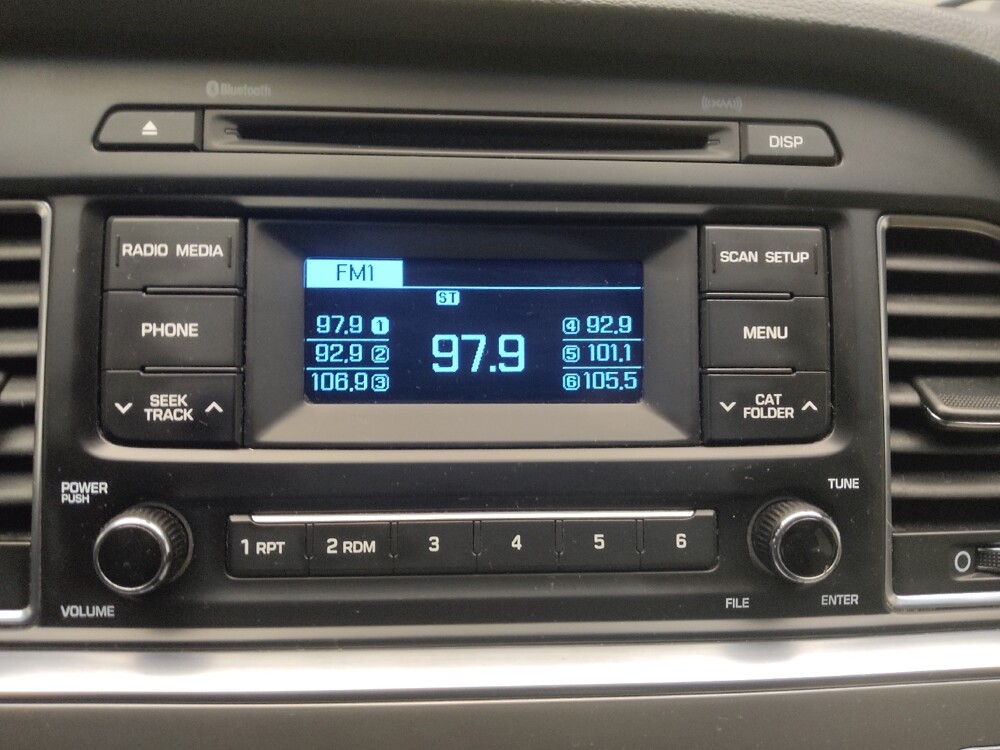 Bluetooth
((XM))
DISP
RADIO MEDIA
SCAN SETUP
FM1
ST
PHONE
MENU
97.9 1
92.9 2
106.9 3
97.9
4 92.9
5 101.1
6 105.5
SEEK
TRACK
CAT
FOLDER
POWER
PUSH
TUNE
1 RPT
2 RDM
3
4
5
6
VOLUME
FILE
ENTER
O